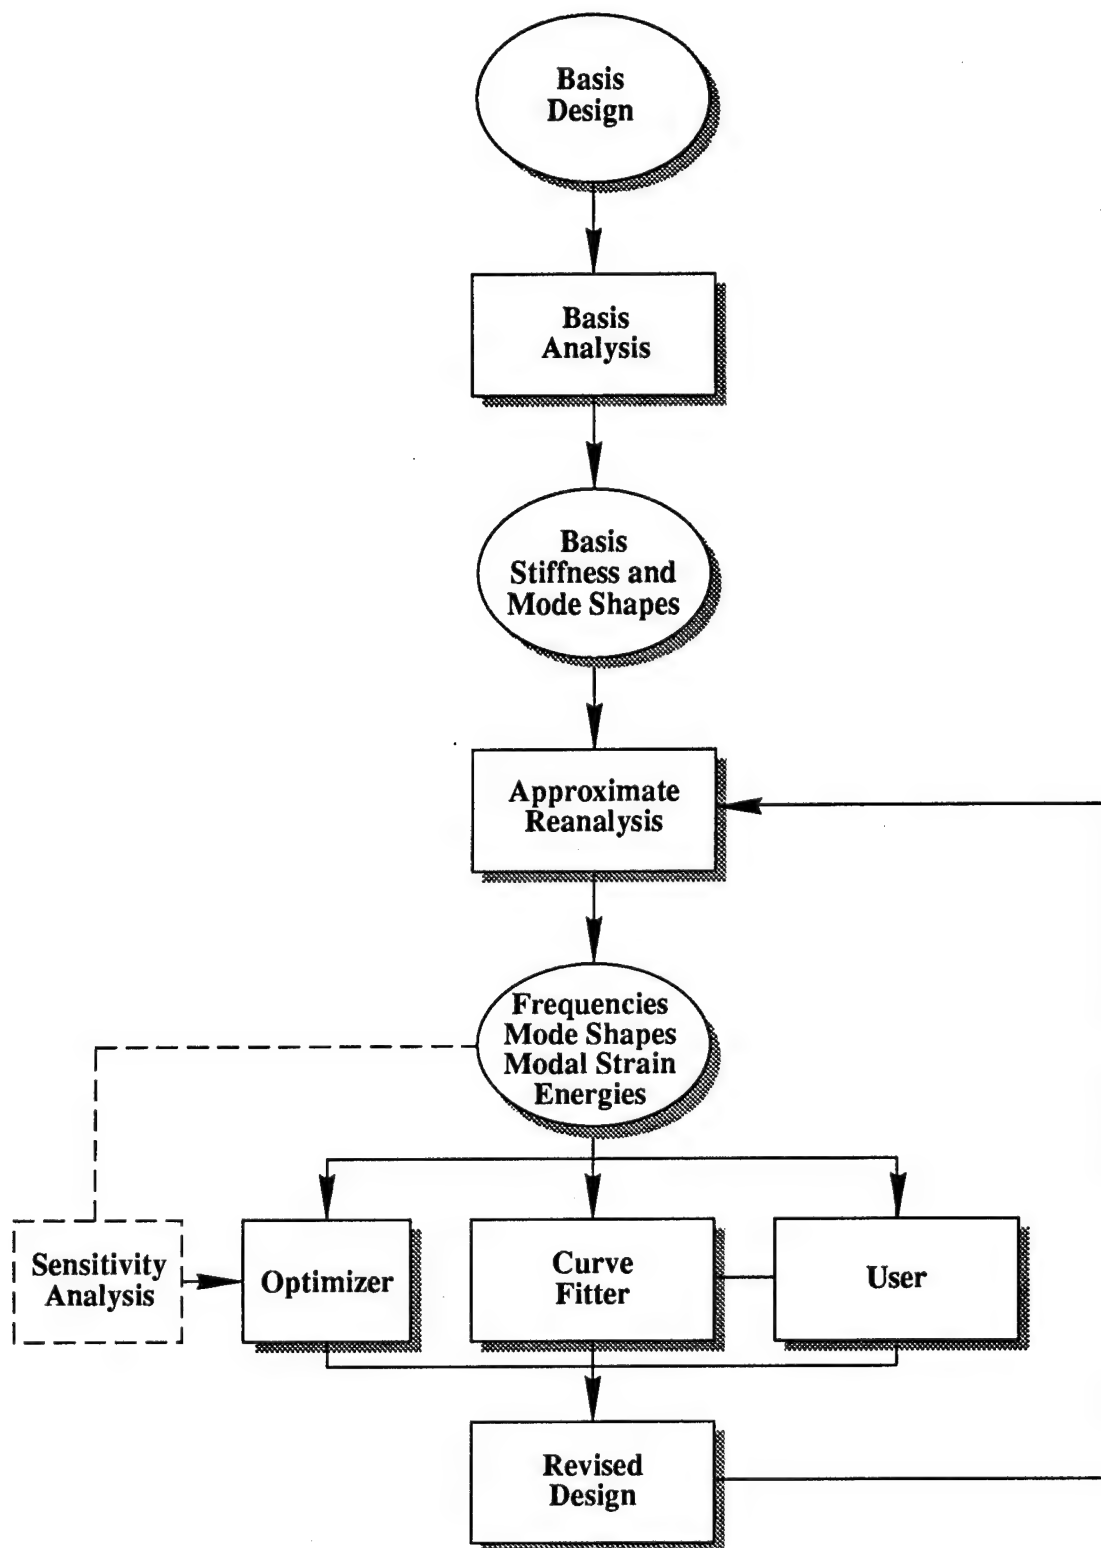 Basis
Design
Basis
Analysis
Basis
Stiffness and
Mode Shapes
Approximate
Reanalysis
Frequencies
Mode Shapes
Modal Strain
Energies
Sensitivity
Analysis
Optimizer
Curve
Fitter
User
Revised
Design